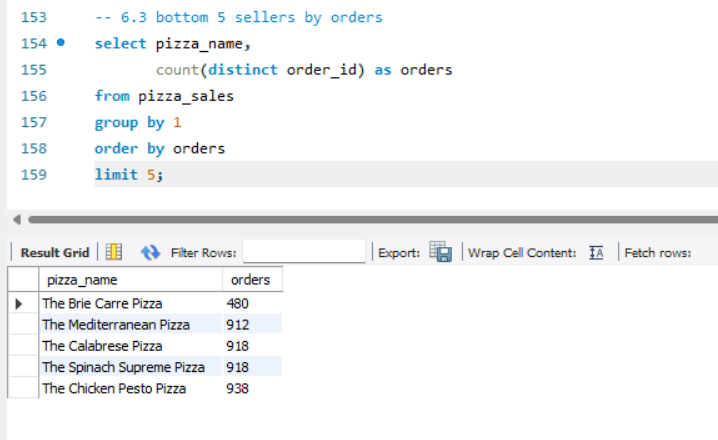 153 -- 6.3 bottom 5 sellers by orders
154 select pizza_name,
155 count(distinct order_id) as orders
156 from pizza_sales
157 group by 1
158 order by orders
159 limit 5;
Result Grid Filter Rows: Export: Wrap Cell Content: IA Fetch rows:
pizza_name orders
The Brie Carre Pizza 480
The Mediterranean Pizza 912
The Calabrese Pizza 918
The Spinach Supreme Pizza 918
The Chicken Pesto Pizza 938